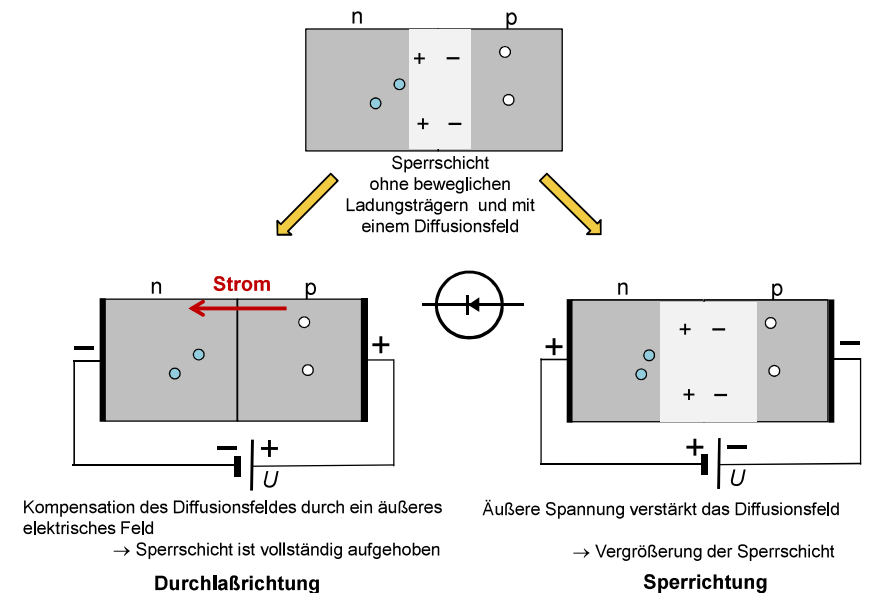 n p
+ −
+ −
Sperrschicht
ohne beweglichen
Ladungsträgern und mit
einem Diffusionsfeld
n Strom p
− +
− +
U
Kompensation des Diffusionsfeldes durch ein äußeres
elektrisches Feld
→ Sperrschicht ist vollständig aufgehoben
Durchlaßrichtung
n p
+ −
+ −
+ −
+ −
U
Äußere Spannung verstärkt das Diffusionsfeld
→ Vergrößerung der Sperrschicht
Sperrichtung